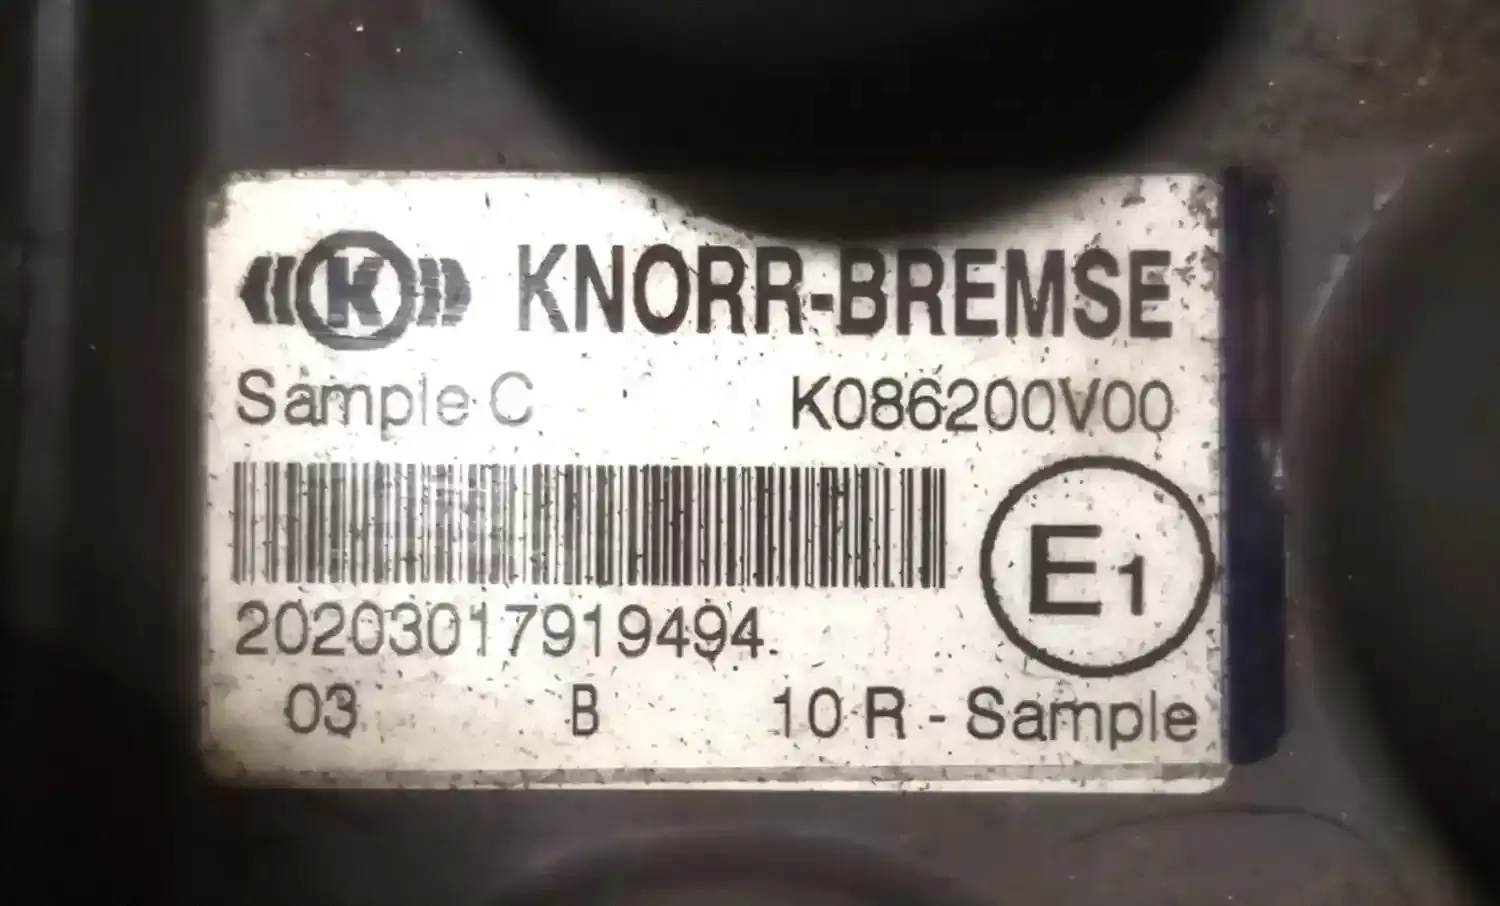 K KNORR-BREMSE
Sample C K086200V00
E1
20203017919494
03 B 10 R - Sample